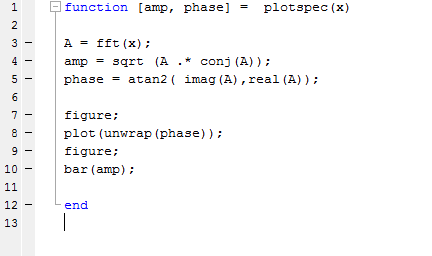 1 function [amp, phase] =  plotspec(x)
2
3 – A = fft(x);
4 – amp = sqrt (A .* conj(A));
5 – phase = atan2( imag(A),real(A));
6
7 – figure;
8 – plot(unwrap(phase));
9 – figure;
10 – bar(amp);
11
12 – end
13